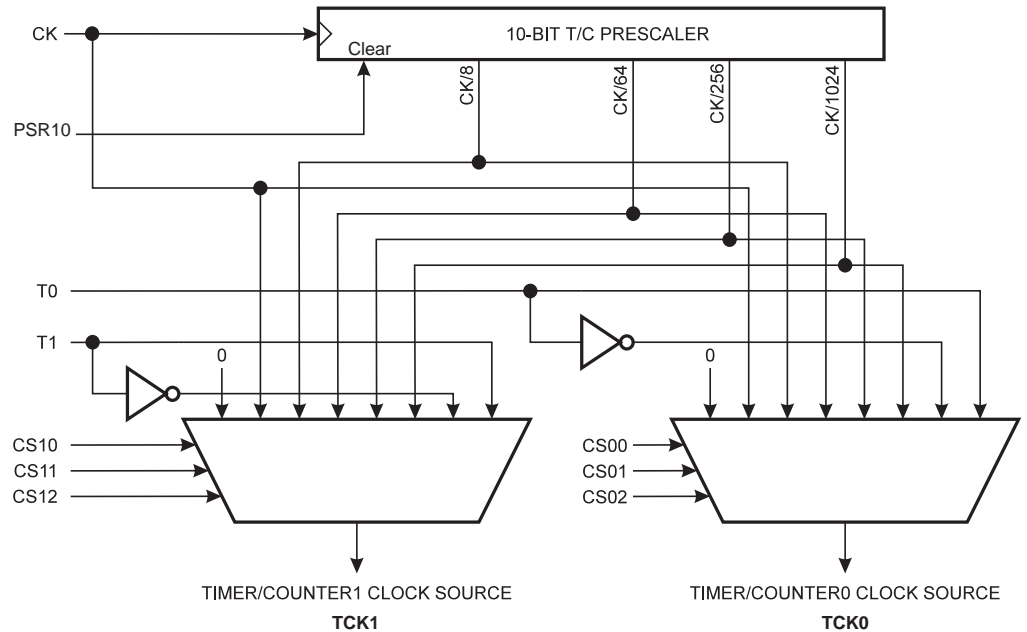 CK
10-BIT T/C PRESCALER
Clear
CK/8
CK/64
CK/256
CK/1024
PSR10
T0
T1
0
0
CS10
CS11
CS12
CS00
CS01
CS02
TIMER/COUNTER1 CLOCK SOURCE
TCK1
TIMER/COUNTER0 CLOCK SOURCE
TCK0